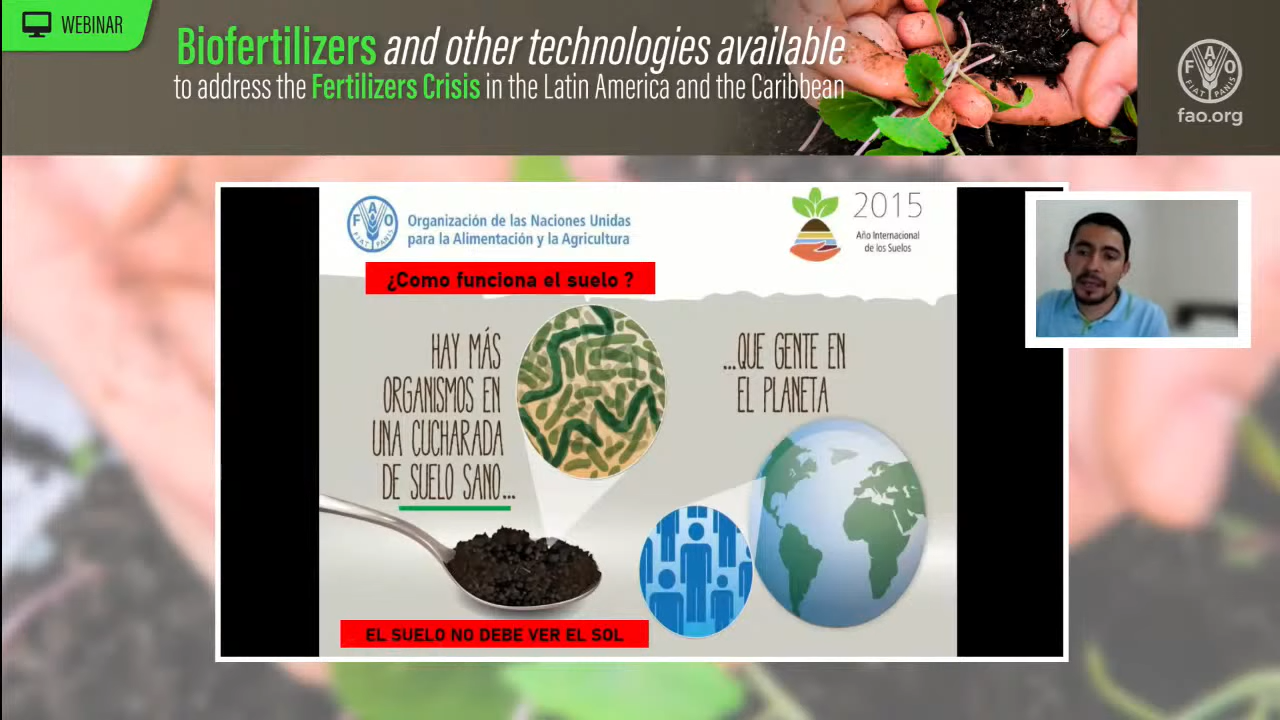 WEBINAR
Biofertilizers and other technologies available
to address the Fertilizers Crisis in the Latin America and the Caribbean
F A O
FIAT PANIS
fao.org
F A O
FIAT PANIS
Organización de las Naciones Unidas
para la Alimentación y la Agricultura
2015
Año Internacional
de los Suelos
¿Como funciona el suelo ?
HAY MÁS
ORGANISMOS EN
UNA CUCHARADA
DE SUELO SANO...
...QUE GENTE EN
EL PLANETA
EL SUELO NO DEBE VER EL SOL